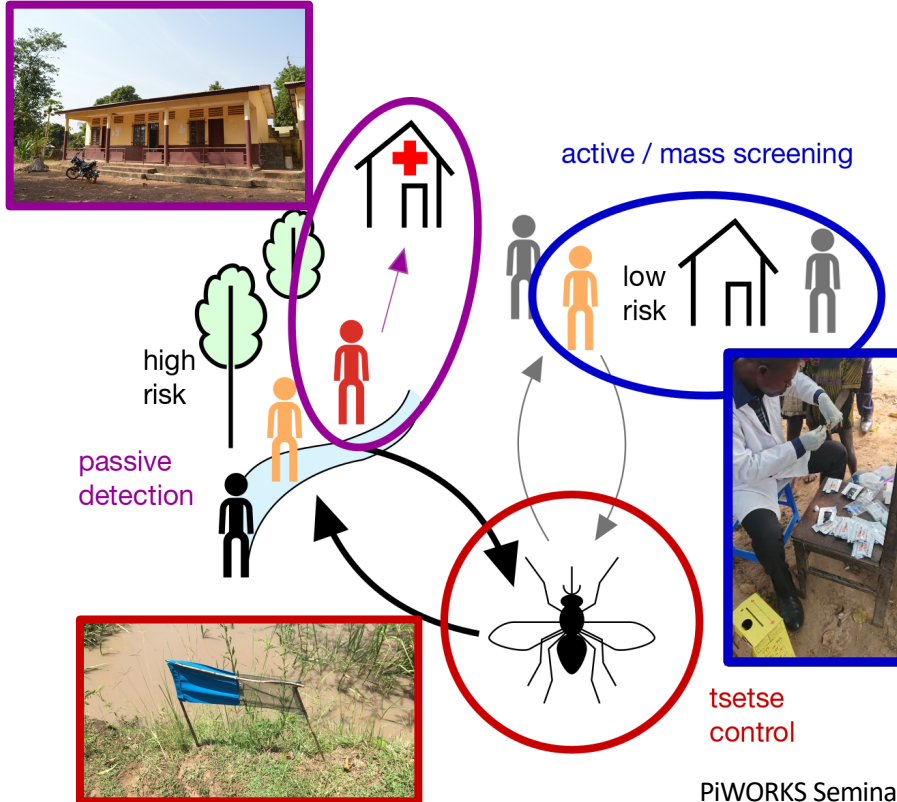 active / mass screening
low
risk
high
risk
passive
detection
tsetse
control
PiWORKS Semina